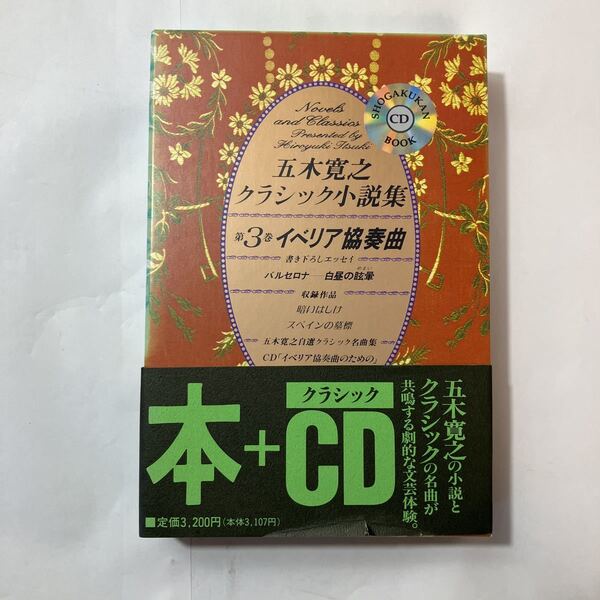 Novels
and Classics
Presented by
Hiroyuki Itsuki
SHOGAKUKAN
CD
BOOK
五木寛之
クラシック小説集
第3巻イベリア協奏曲
書き下ろしエッセイ
バルセロナ──白昼の眩暈
めまい
収録作品
暗いはしけ
スペインの墓標
五木寛之自選クラシック名曲集
CD「イベリア協奏曲のための」
本+
クラシック
CD
五木寛之の小説と
クラシックの名曲が
共鳴する劇的な文芸体験。
■定価3,200円(本体3,107円)